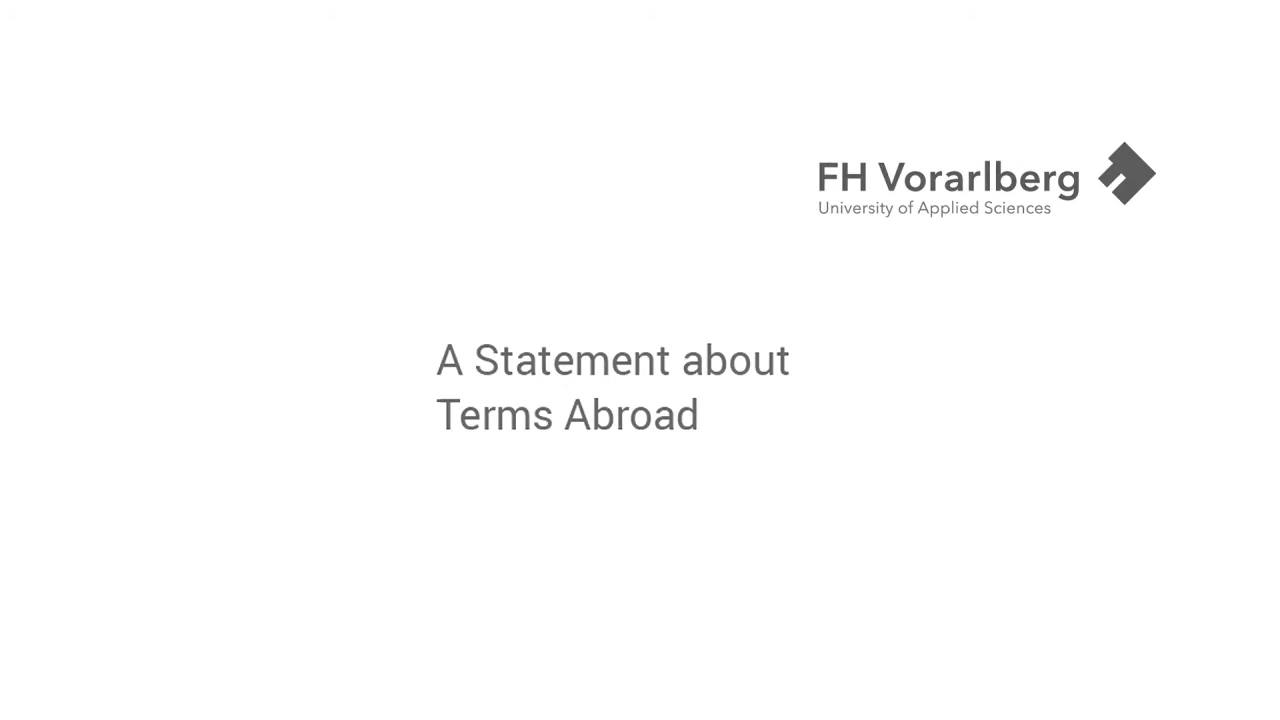 FH Vorarlberg
University of Applied Sciences
A Statement about
Terms Abroad